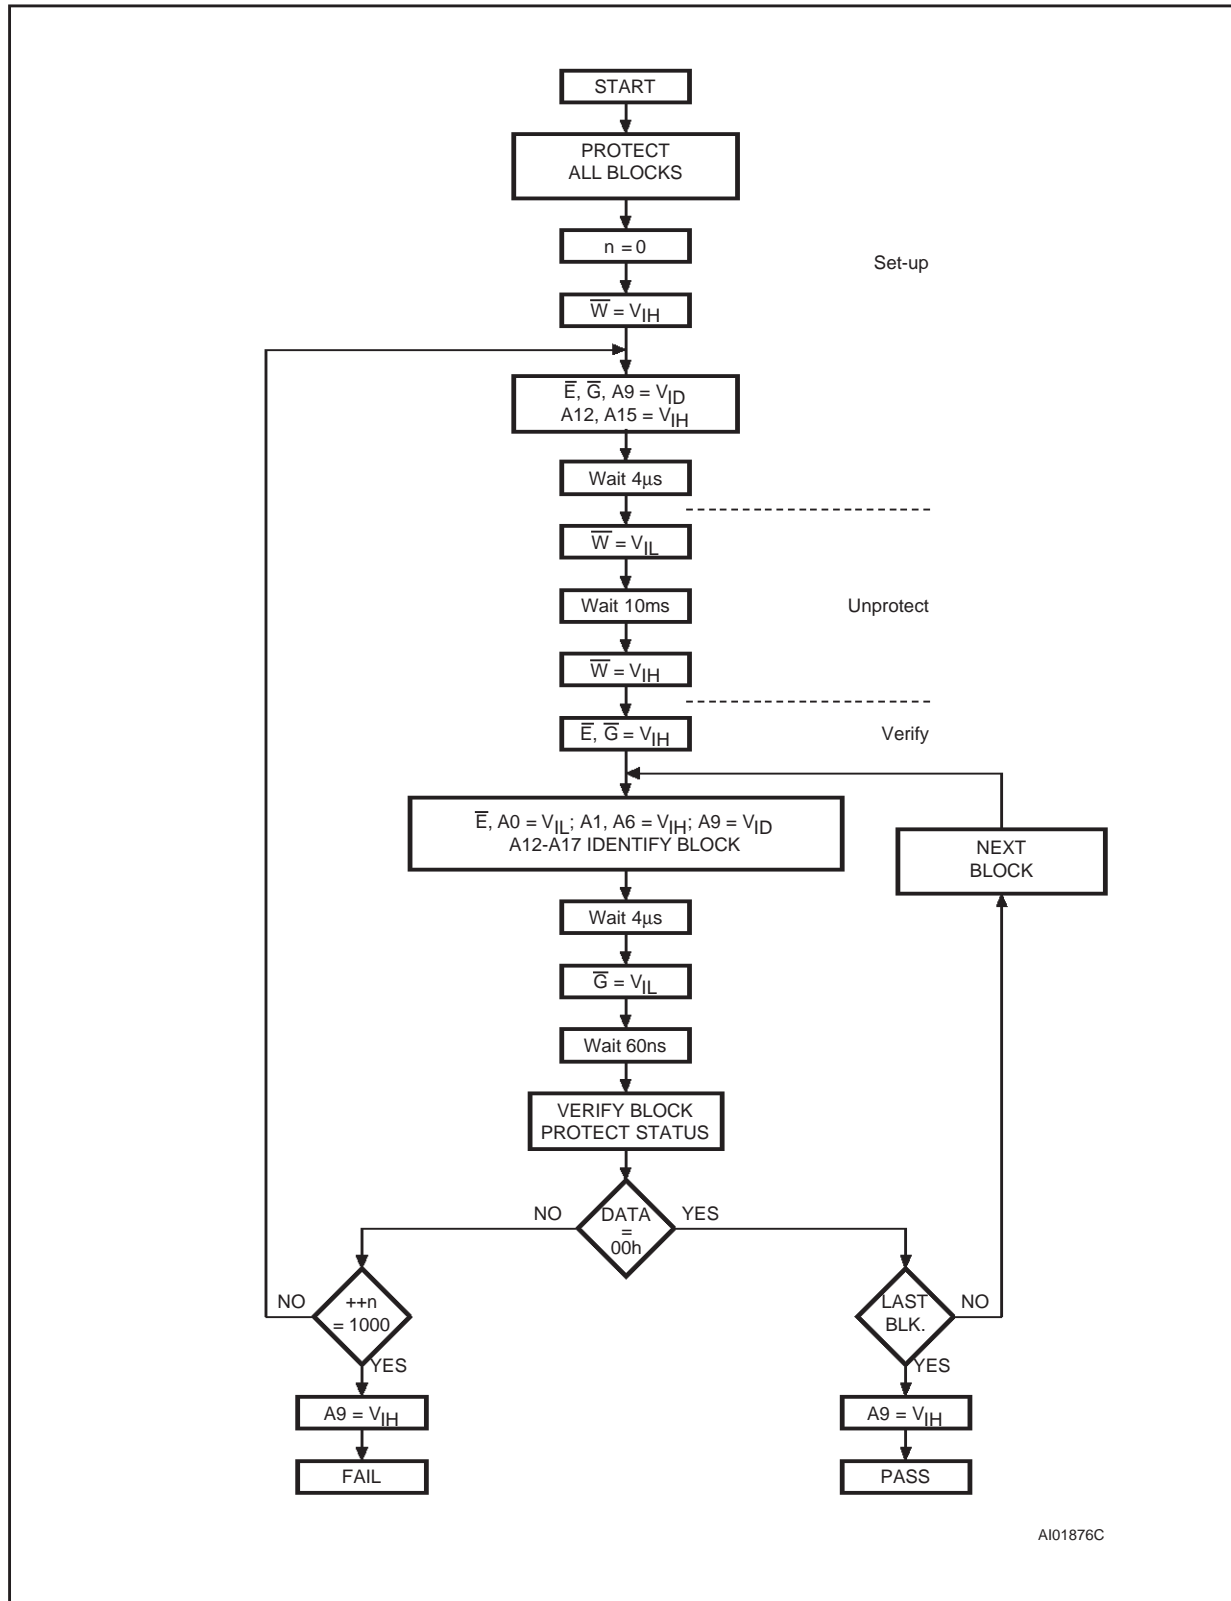 START
PROTECT
ALL BLOCKS
n = 0
Set-up
W̅ = VIH
E̅, G̅, A9 = VID
A12, A15 = VIH
Wait 4µs
W̅ = VIL
Wait 10ms
Unprotect
W̅ = VIH
E̅, G̅ = VIH
Verify
E̅, A0 = VIL; A1, A6 = VIH; A9 = VID
A12-A17 IDENTIFY BLOCK
NEXT
BLOCK
Wait 4µs
G̅ = VIL
Wait 60ns
VERIFY BLOCK
PROTECT STATUS
NO
DATA
=
00h
YES
NO
++n
= 1000
YES
LAST
BLK.
NO
YES
A9 = VIH
A9 = VIH
FAIL
PASS
AI01876C